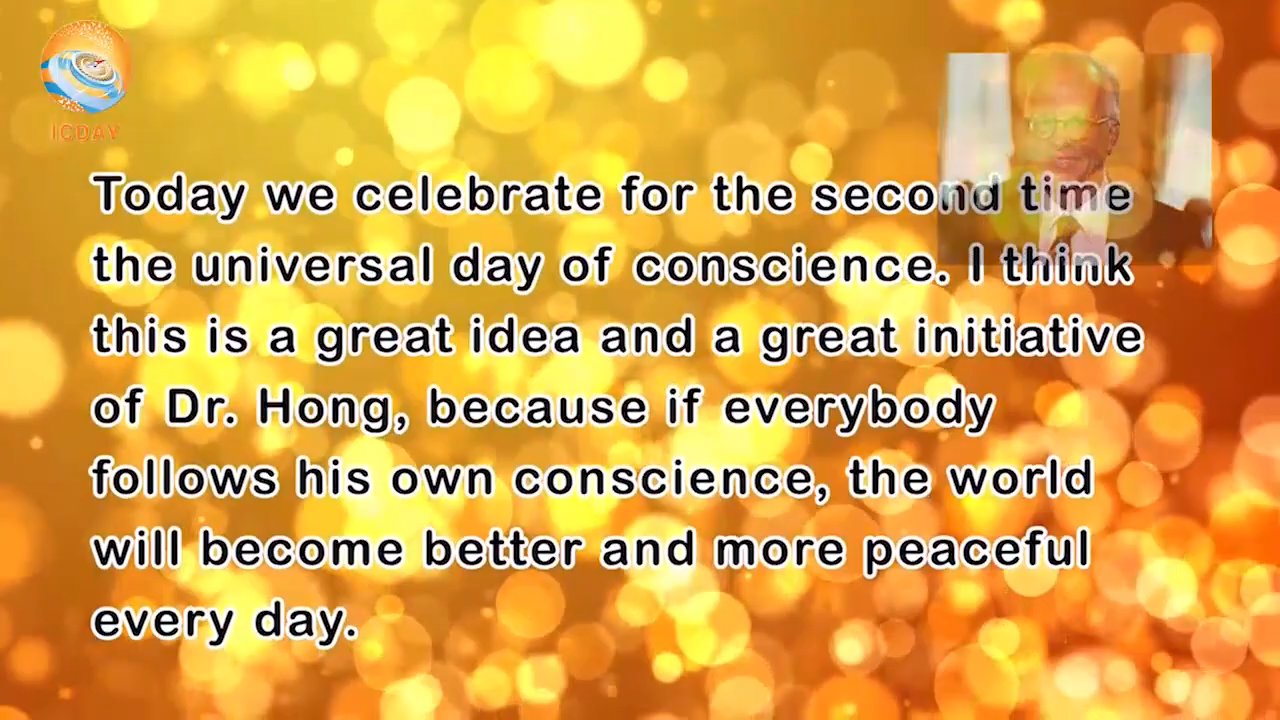 ICDAY
Today we celebrate for the second time
the universal day of conscience. I think
this is a great idea and a great initiative
of Dr. Hong, because if everybody
follows his own conscience, the world
will become better and more peaceful
every day.